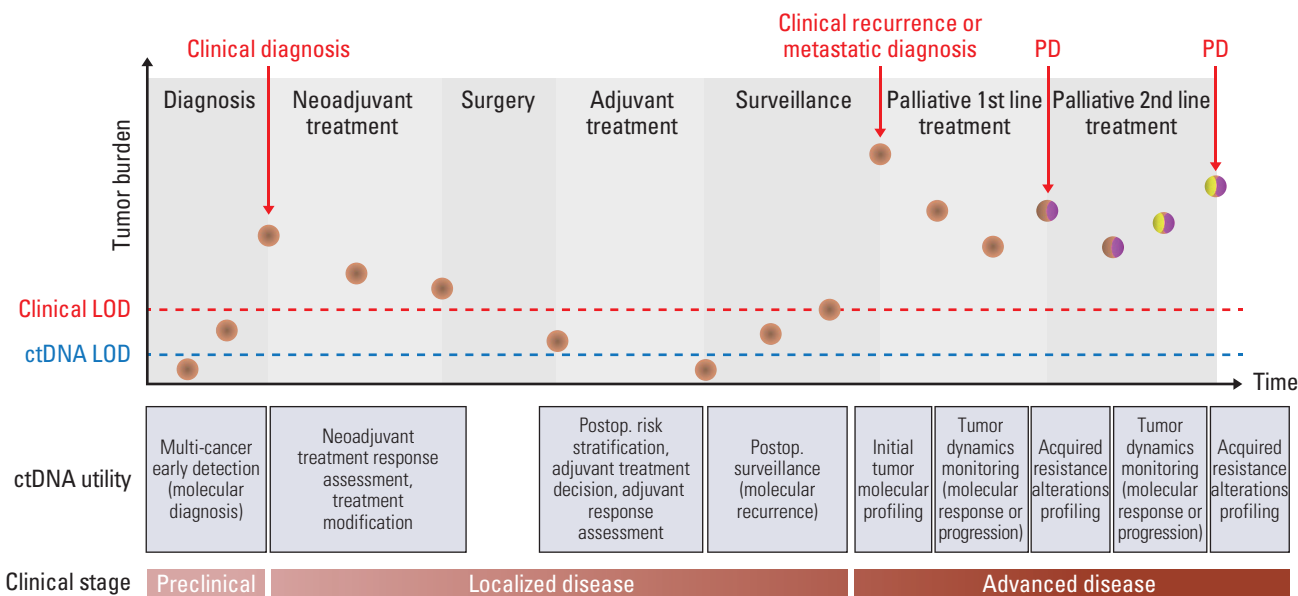 Clinical diagnosis
Clinical recurrence or
metastatic diagnosis
PD
PD
Diagnosis
Neoadjuvant
treatment
Surgery
Adjuvant
treatment
Surveillance
Palliative 1st line
treatment
Palliative 2nd line
treatment
Tumor burden
Clinical LOD
ctDNA LOD
Time
ctDNA utility
Multi-cancer
early detection
(molecular
diagnosis)
Neoadjuvant
treatment response
assessment,
treatment
modification
Postop. risk
stratification,
adjuvant treatment
decision, adjuvant
response
assessment
Postop.
surveillance
(molecular
recurrence)
Initial
tumor
molecular
profiling
Tumor
dynamics
monitoring
(molecular
response or
progression)
Acquired
resistance
alterations
profiling
Tumor
dynamics
monitoring
(molecular
response or
progression)
Acquired
resistance
alterations
profiling
Clinical stage
Preclinical
Localized disease
Advanced disease